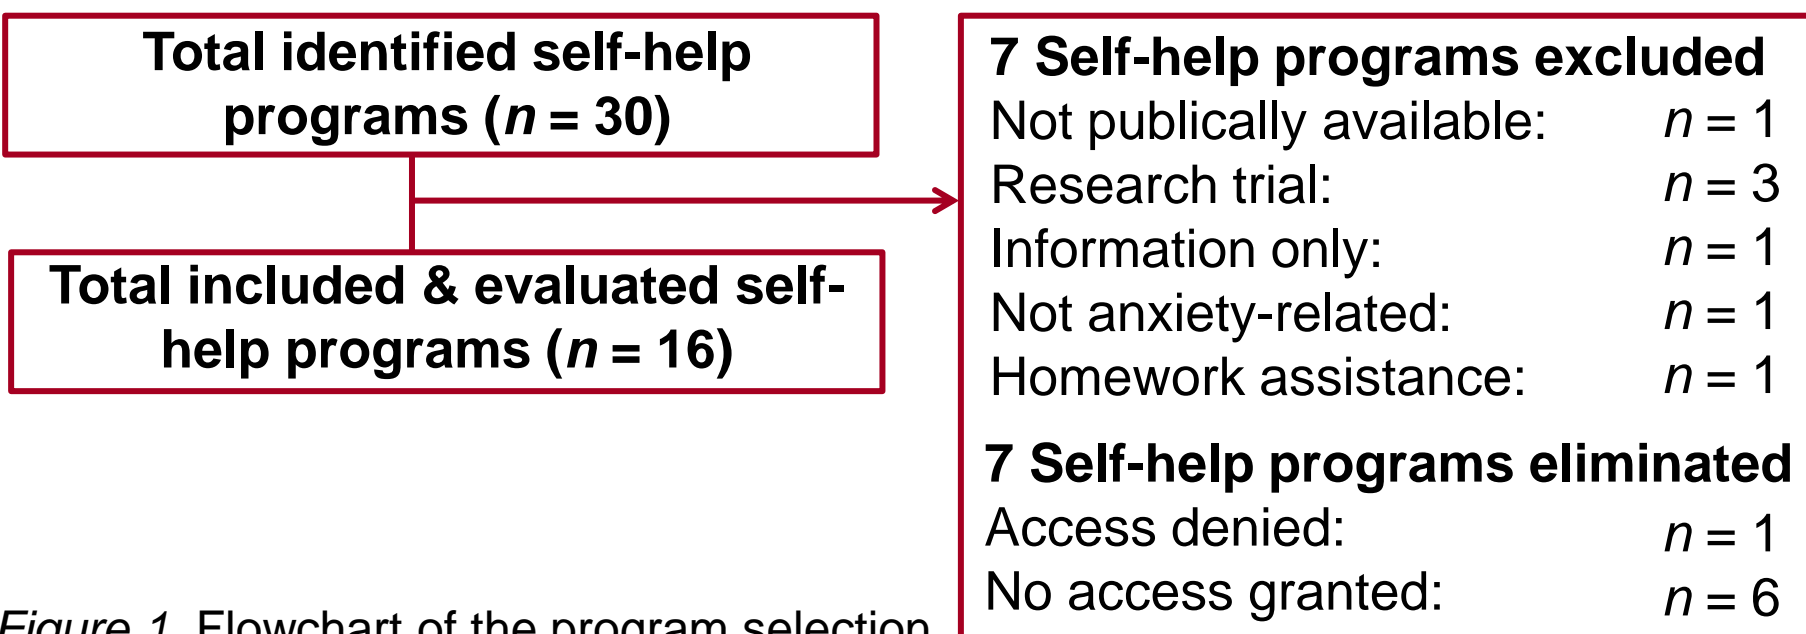 Total identified self-help
programs (n = 30)
Total included & evaluated self-
help programs (n = 16)
7 Self-help programs excluded
Not publically available: n = 1
Research trial: n = 3
Information only: n = 1
Not anxiety-related: n = 1
Homework assistance: n = 1
7 Self-help programs eliminated
Access denied: n = 1
No access granted: n = 6
Figure 1. Flowchart of the program selection